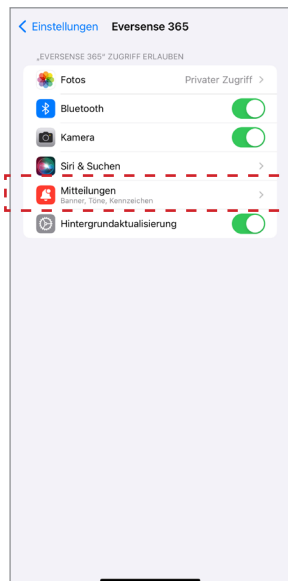 Einstellungen Eversense 365
„EVERSENSE 365“ ZUGRIFF ERLAUBEN
Fotos Privater Zugriff
Bluetooth
Kamera
Siri & Suchen
Mitteilungen
Banner, Töne, Kennzeichen
Hintergrundaktualisierung